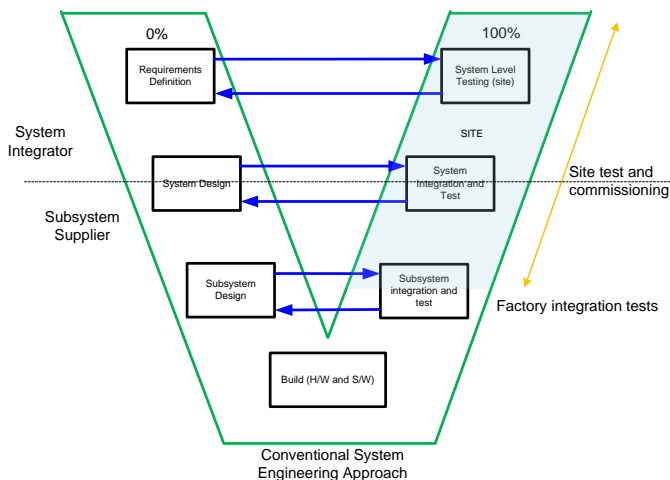 0%
100%
Requirements
Definition
System Level
Testing (site)
SITE
System
Integrator
System Design
System
Integration and
Test
Site test and
commissioning
Subsystem
Supplier
Subsystem
Design
Subsystem
integration and
test
Factory integration tests
Build (H/W and S/W)
Conventional System
Engineering Approach